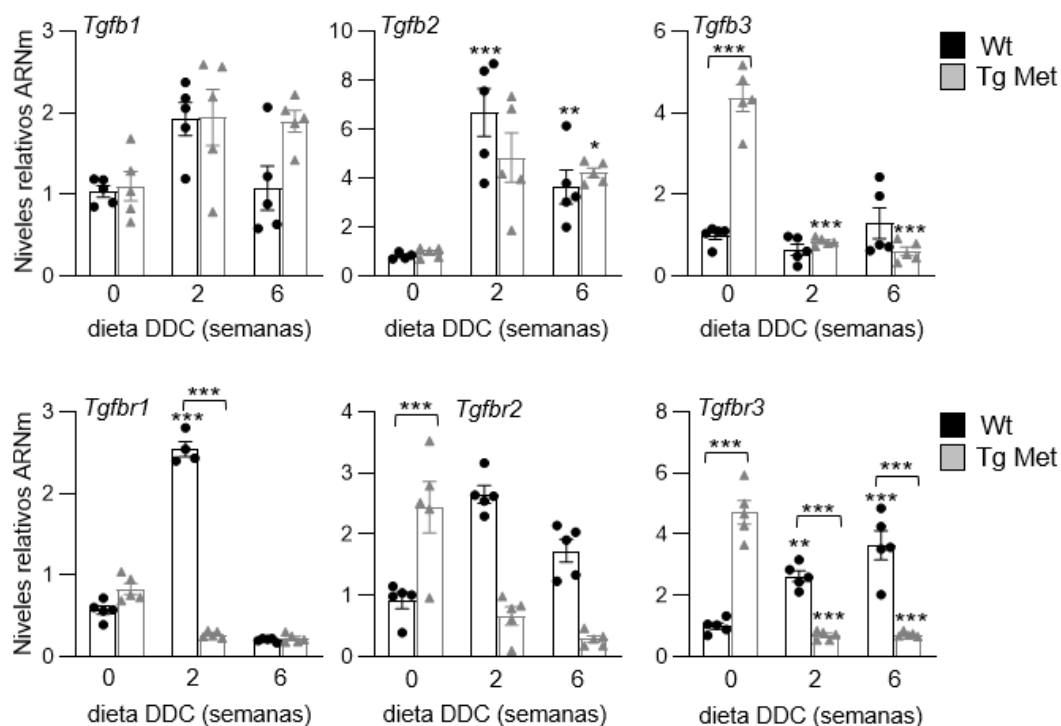 Tgfb1
Tgfb2
Tgfb3
Niveles relativos ARNm
3
2
1
0
10
8
6
4
2
0
6
4
2
0
***
**
*
***
***
***
Wt
Tg Met
0 2 6
0 2 6
0 2 6
dieta DDC (semanas)
dieta DDC (semanas)
dieta DDC (semanas)
Tgfbr1
Tgfbr2
Tgfbr3
Niveles relativos ARNm
3
2
1
0
4
3
2
1
0
8
6
4
2
0
***
***
***
***
**
***
***
***
***
***
Wt
Tg Met
0 2 6
0 2 6
0 2 6
dieta DDC (semanas)
dieta DDC (semanas)
dieta DDC (semanas)